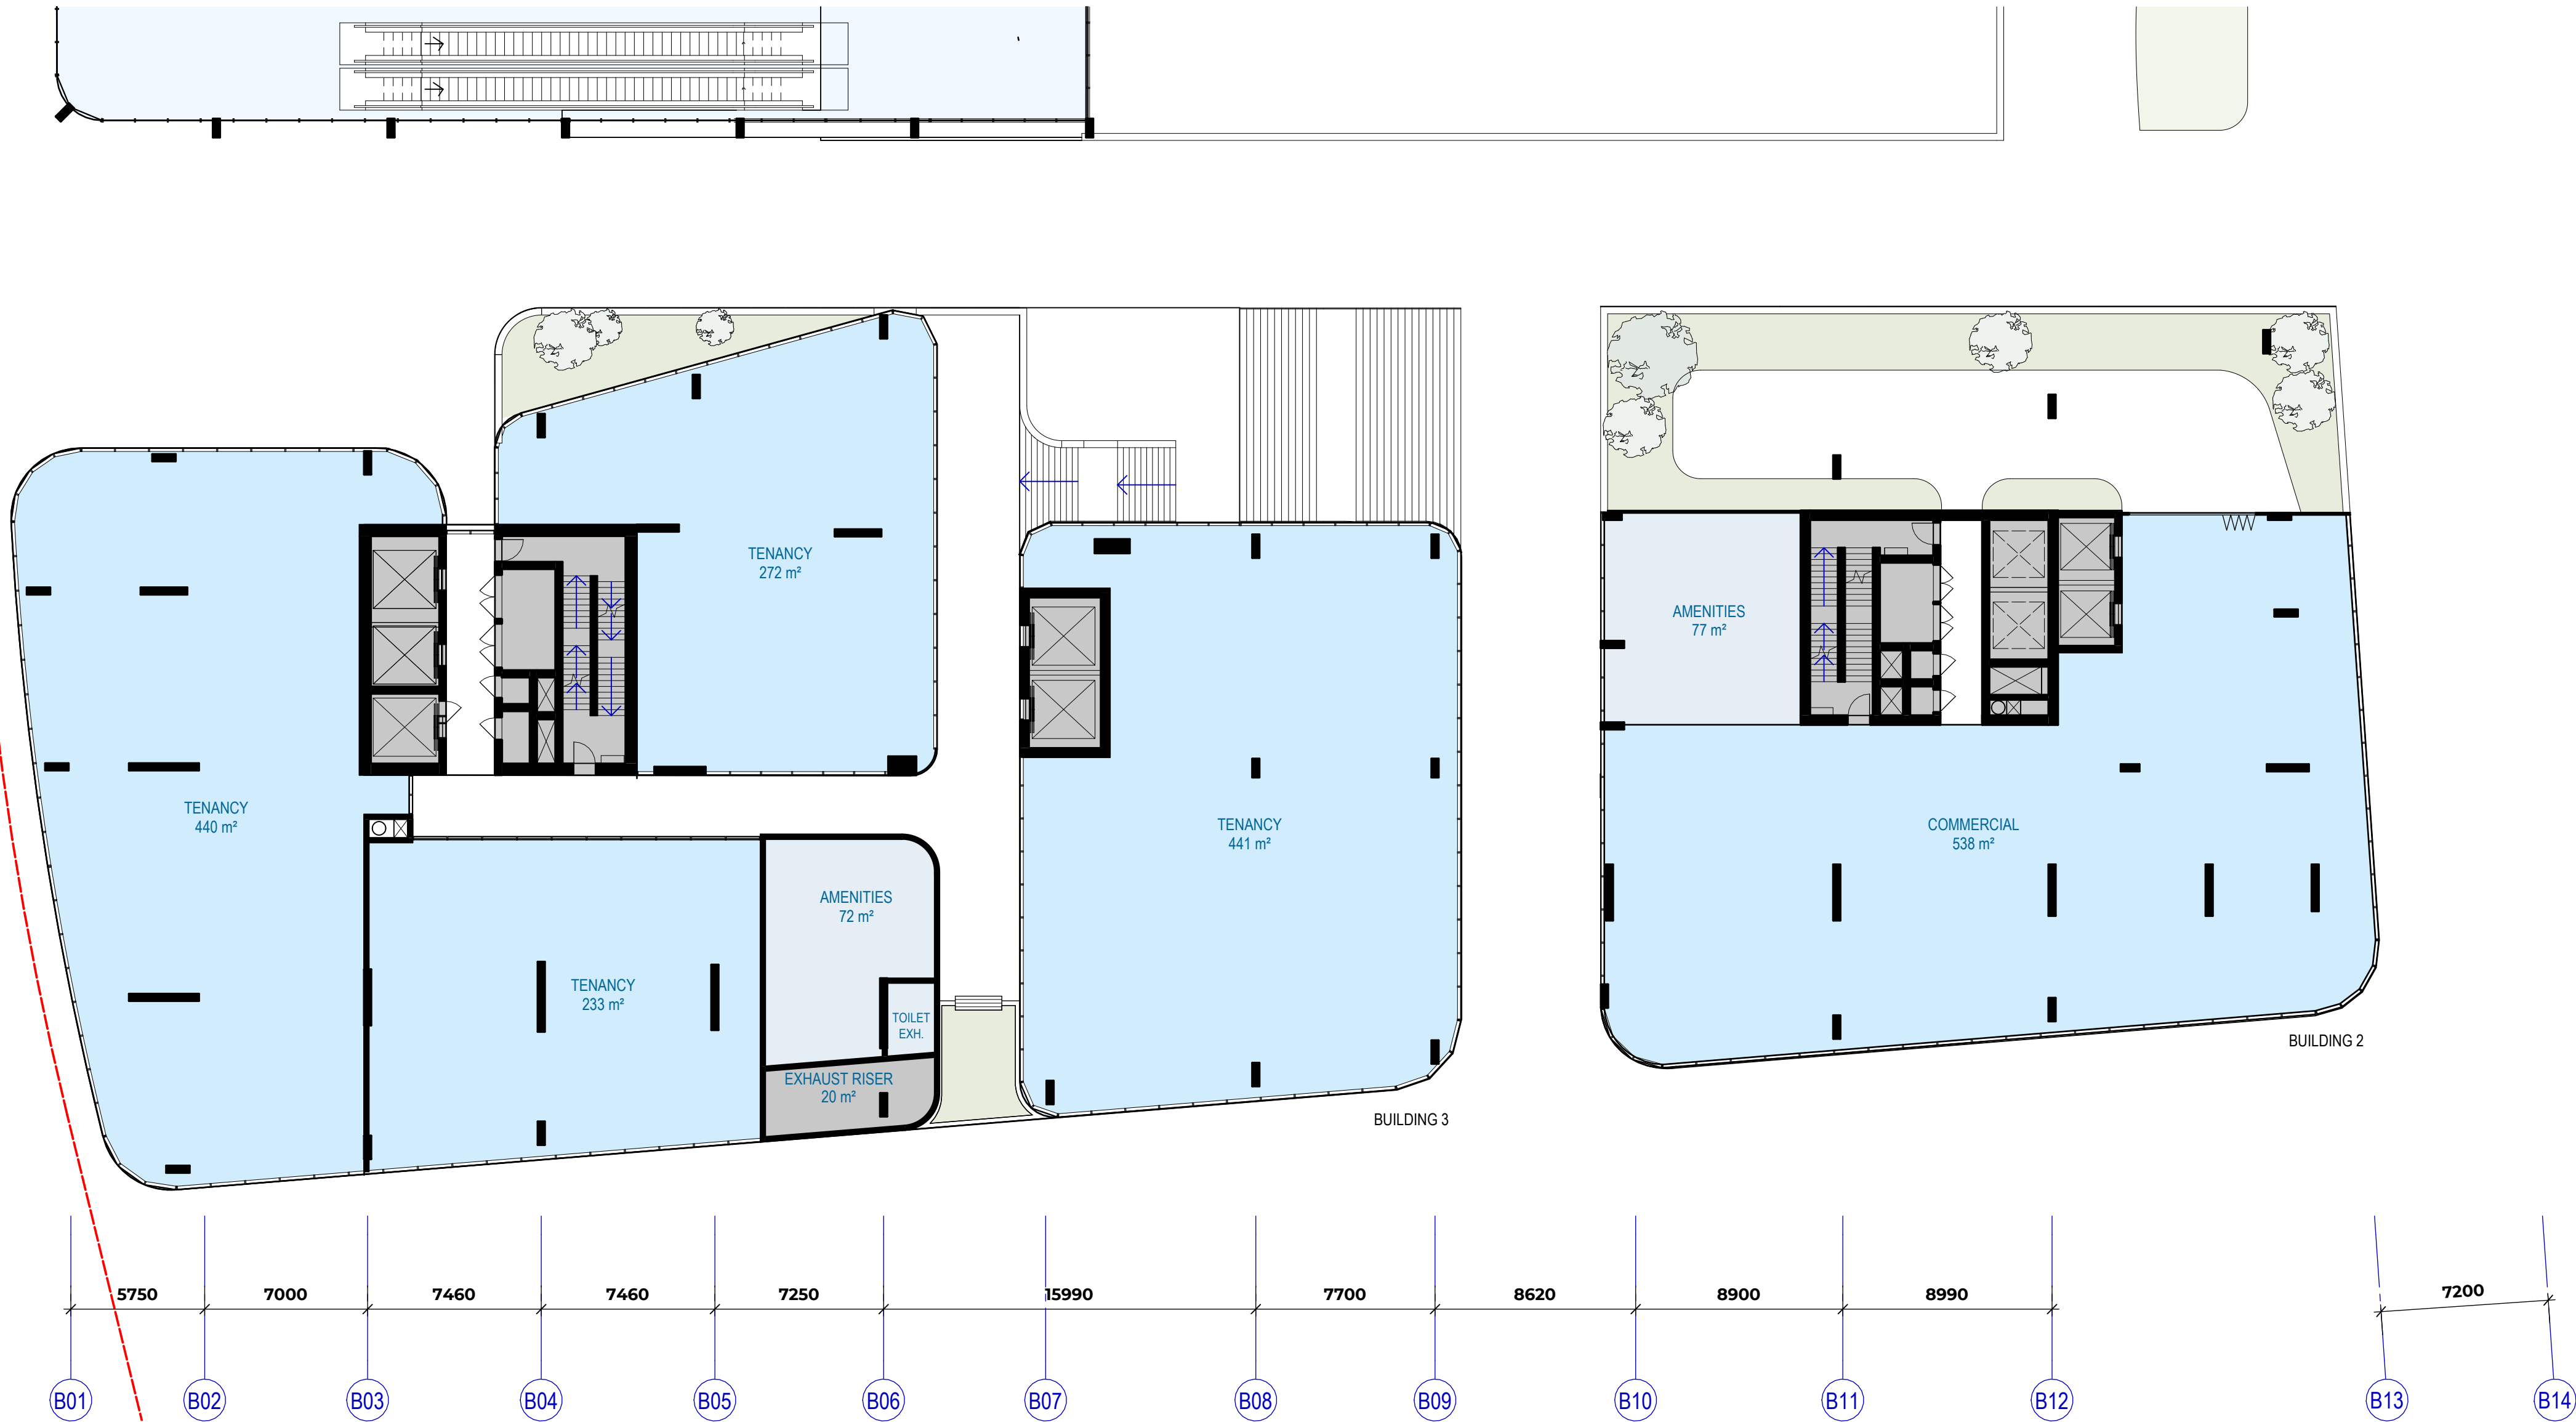 TENANCY
272 m²
AMENITIES
77 m²
TENANCY
440 m²
TENANCY
441 m²
COMMERCIAL
538 m²
AMENITIES
72 m²
TENANCY
233 m²
TOILET
EXH.
BUILDING 2
EXHAUST RISER
20 m²
BUILDING 3
5750
7000
7460
7460
7250
15990
7700
8620
8900
8990
7200
B01
B02
B03
B04
B05
B06
B07
B08
B09
B10
B11
B12
B13
B14